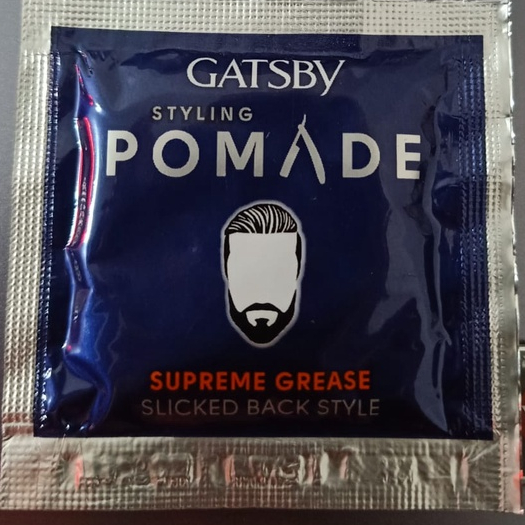 GATSBY
STYLING
POMADE
SUPREME GREASE
SLICKED BACK STYLE